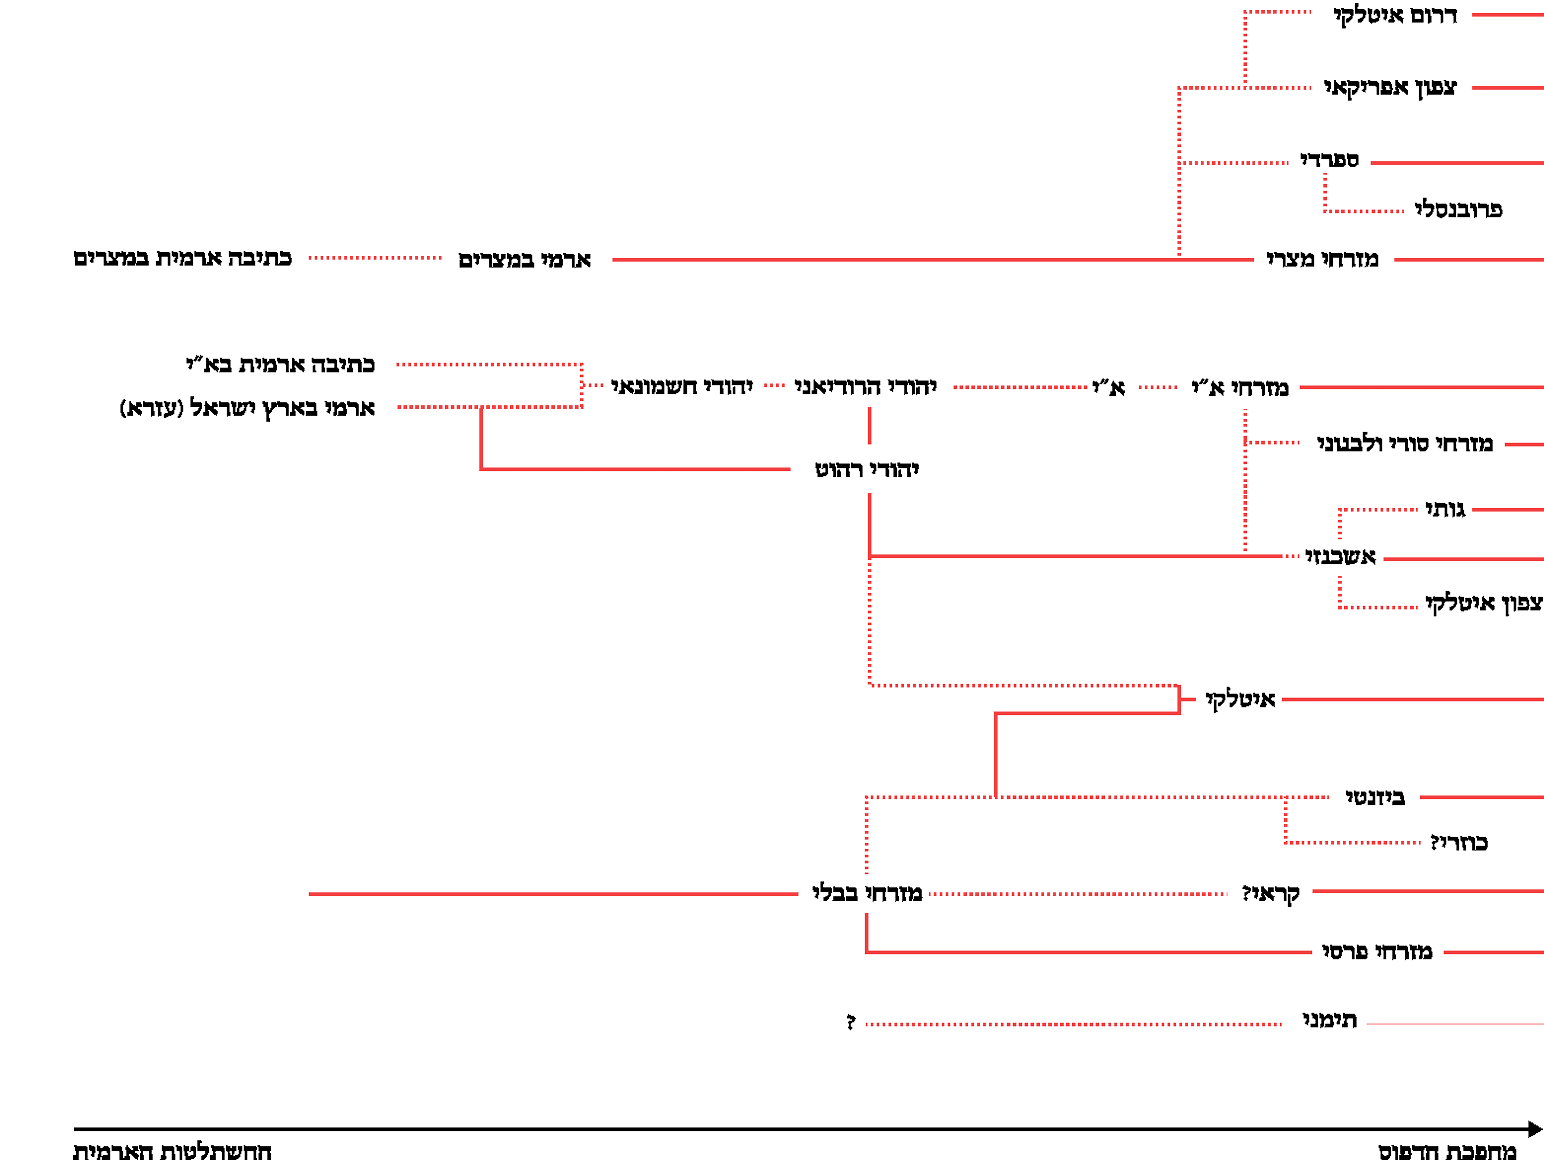 דרום איטלקי
צפון אפריקאי
ספרדי
פרובנסלי
כתיבה ארמית במצרים
ארמי במצרים
מזרחי מצרי
כתיבה ארמית בא״י
יהודי חשמונאי
יהודי הרודיאני
א״י
מזרחי א״י
ארמי בארץ ישראל (עזרא)
מזרחי סורי ולבנוני
יהודי רהוט
גותי
אשכנזי
צפון איטלקי
איטלקי
ביזנטי
כוזרי?
מזרחי בבלי
קראי?
מזרחי פרסי
?
תימני
ההשתלטות הארמית
מהפכת הדפוס